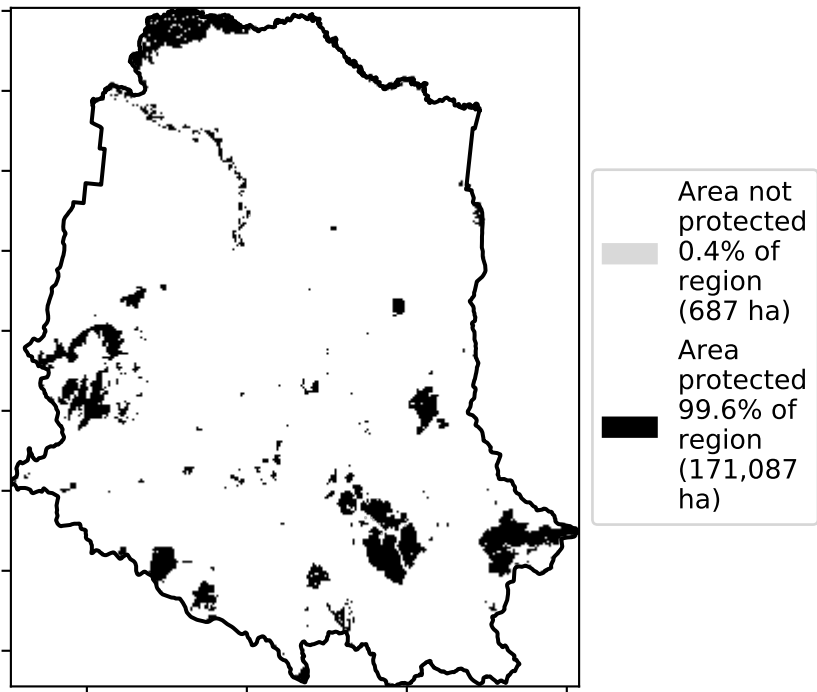 Area not
protected
0.4% of
region
(687 ha)
Area
protected
99.6% of
region
(171,087
ha)